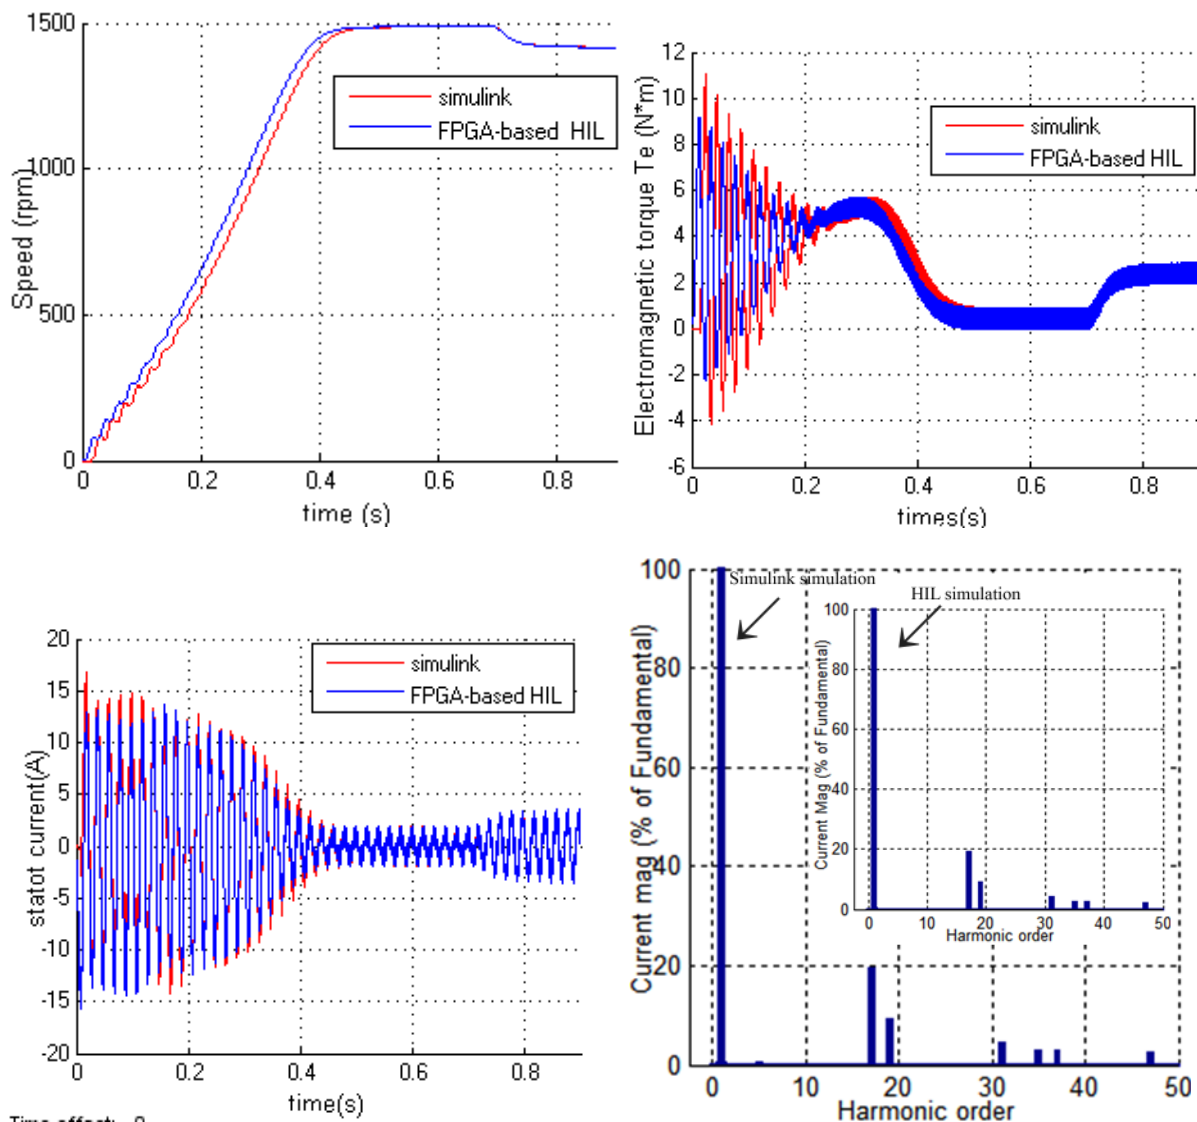 1500
1000
500
0
Speed (rpm)
simulink
FPGA-based HIL
0 0.2 0.4 0.6 0.8
time (s)
12
10
8
6
4
2
0
-2
-4
-6
Electromagnetic torque Te (N*m)
simulink
FPGA-based HIL
0 0.2 0.4 0.6 0.8
times(s)
20
15
10
5
0
-5
-10
-15
-20
statot current(A)
simulink
FPGA-based HIL
0 0.2 0.4 0.6 0.8
time(s)
100
80
60
40
20
0
Current mag (% of Fundamental)
Simulink simulation
HIL simulation
100
80
60
40
20
0
Current Mag (% of Fundamental)
0 10 20 30 40 50
Harmonic order
0 10 20 30 40 50
Harmonic order